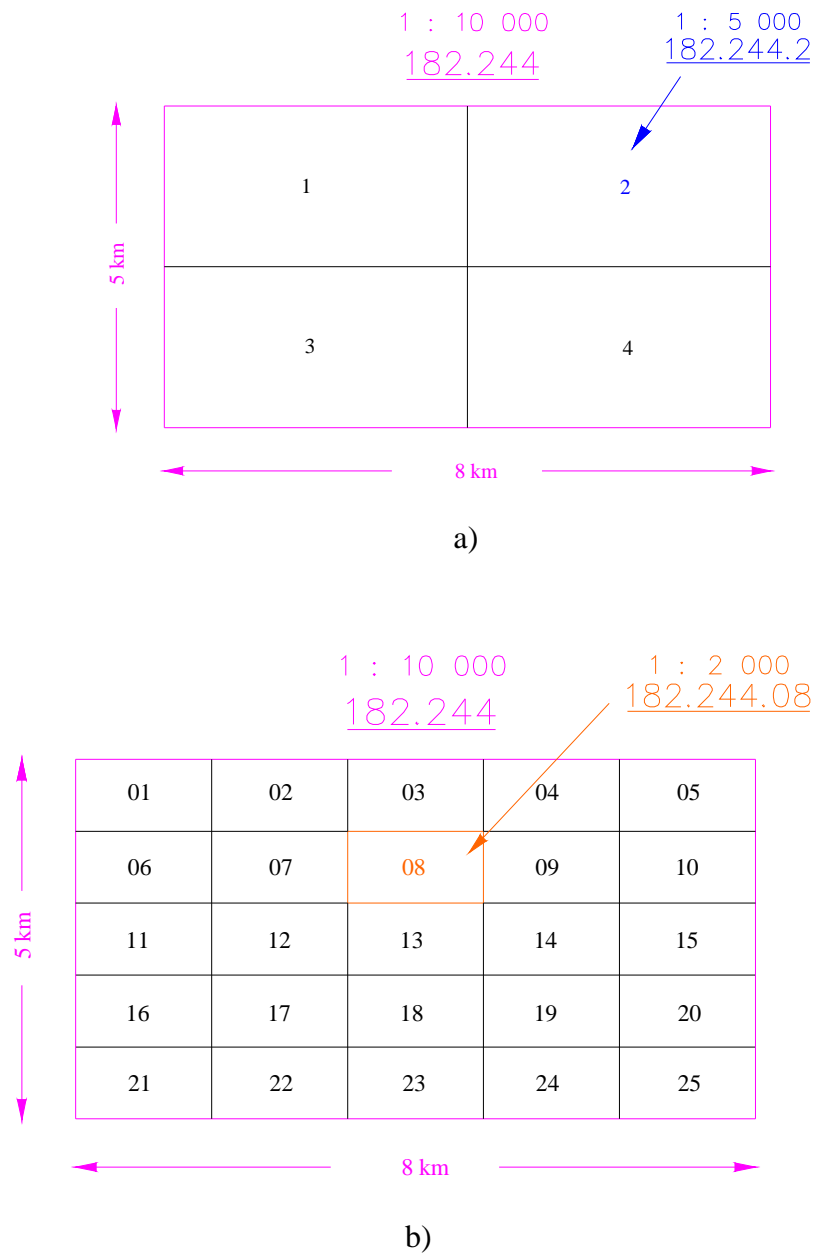 1 : 10 000 1 : 5 000
182.244 182.244.2
1 2
5 km
3 4
8 km
a)
1 : 10 000 1 : 2 000
182.244 182.244.08
01 02 03 04 05
06 07 08 09 10
5 km
11 12 13 14 15
16 17 18 19 20
21 22 23 24 25
8 km
b)